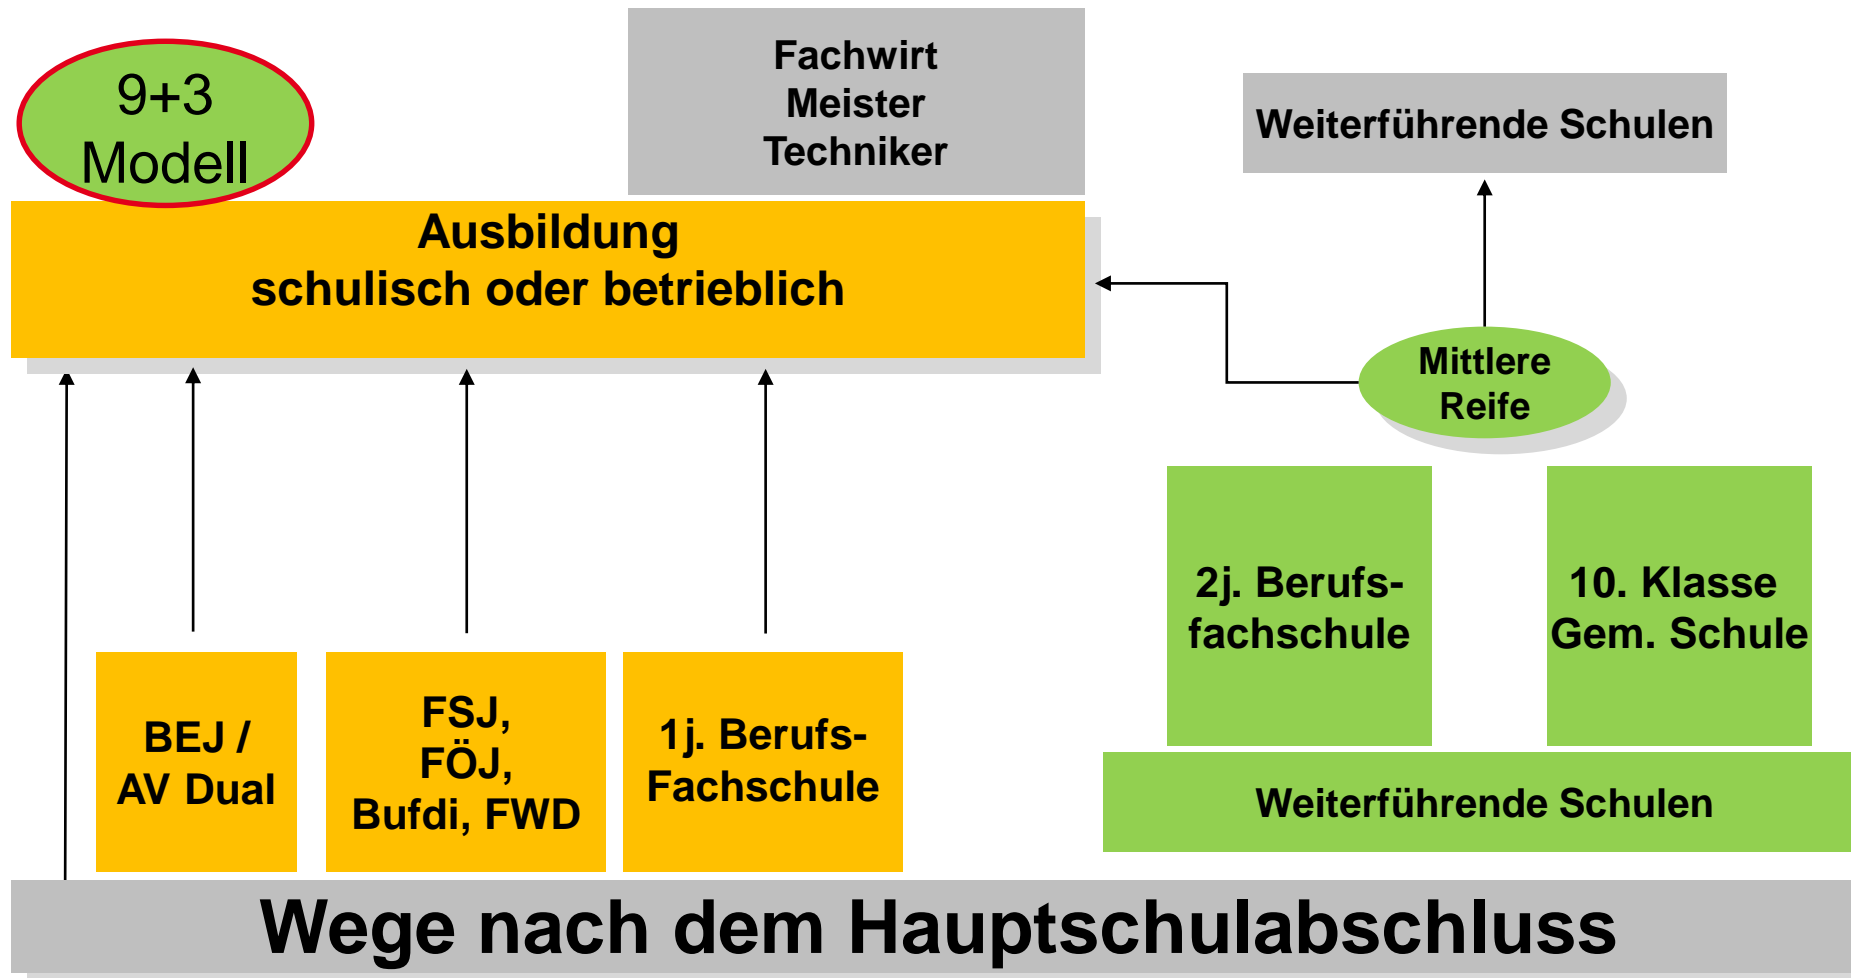 9+3
Modell
Fachwirt
Meister
Techniker
Weiterführende Schulen
Ausbildung
schulisch oder betrieblich
Mittlere
Reife
2j. Berufs-
fachschule
10. Klasse
Gem. Schule
BEJ /
AV Dual
FSJ,
FÖJ,
Bufdi, FWD
1j. Berufs-
Fachschule
Weiterführende Schulen
Wege nach dem Hauptschulabschluss